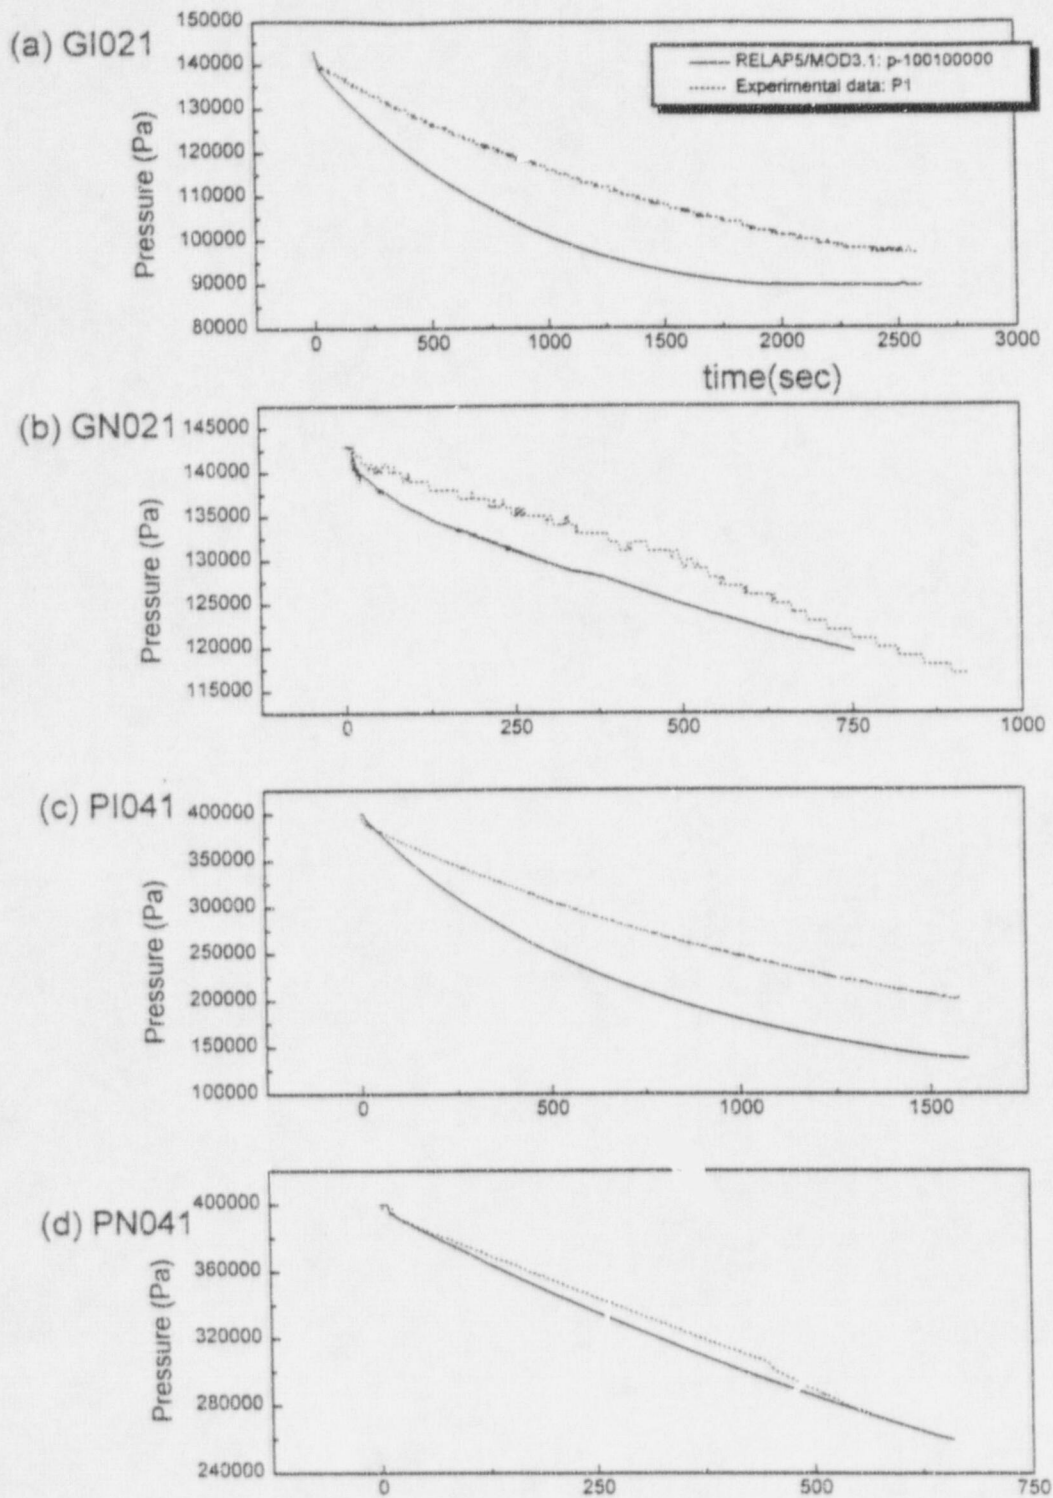 (a) GI021
RELAP5/MOD3.1: p-100100000
Experimental data: P1
Pressure (Pa)
150000
140000
130000
120000
110000
100000
90000
80000
0 500 1000 1500 2000 2500 3000
time(sec)
(b) GN021
Pressure (Pa)
145000
140000
135000
130000
125000
120000
115000
0 250 500 750 1000
(c) PI041
Pressure (Pa)
400000
350000
300000
250000
200000
150000
100000
0 500 1000 1500
(d) PN041
Pressure (Pa)
400000
360000
320000
280000
240000
0 250 500 750